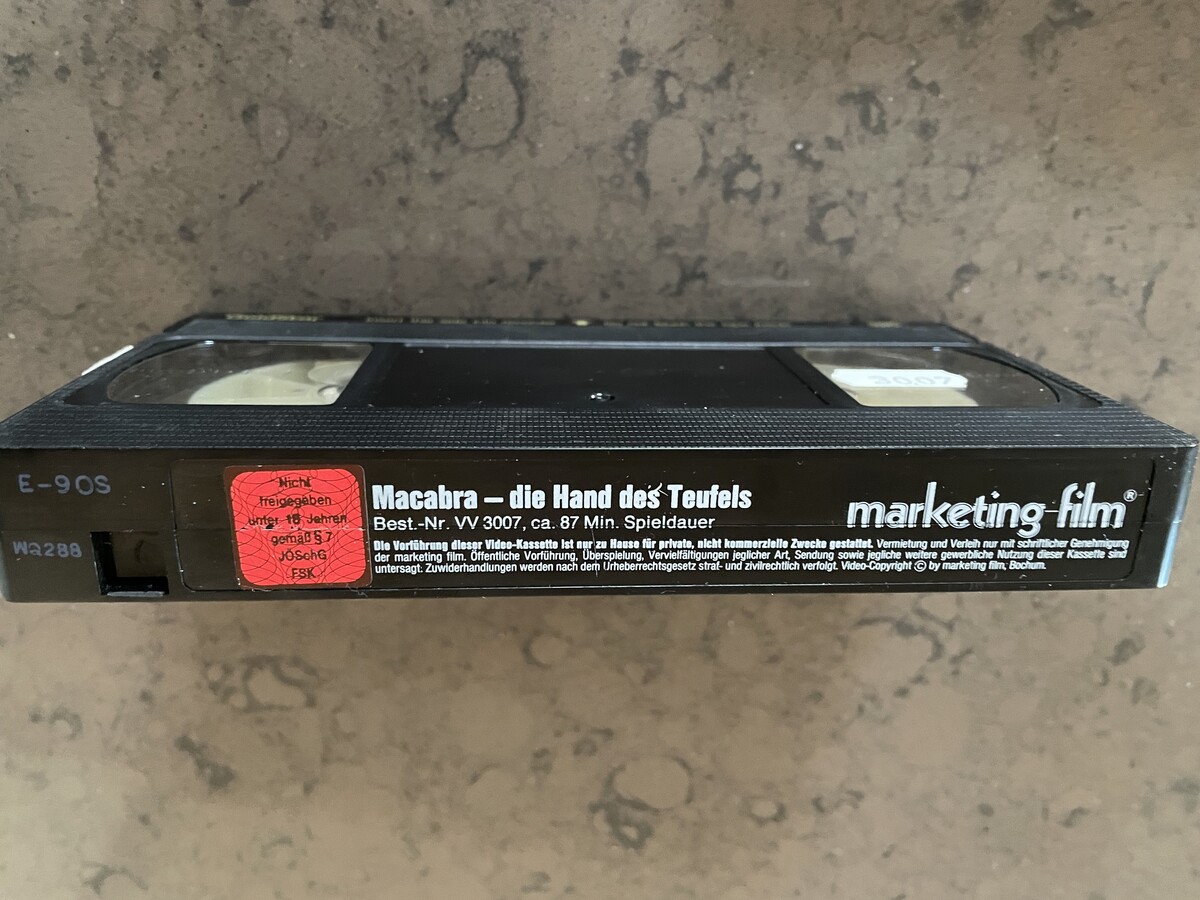 3007
E-90S
WQ288
Nicht
freigegeben
unter 18 Jahren
gemäß § 7
JÖSchG
FSK
Macabra – die Hand des Teufels
Best.-Nr. VV 3007, ca. 87 Min. Spieldauer
marketing film®
Die Vorführung dieser Video-Kassette ist nur zu Hause für private, nicht kommerzielle Zwecke gestattet. Vermietung und Verleih nur mit schriftlicher Genehmigung
der marketing film. Öffentliche Vorführung, Überspielung, Vervielfältigungen jeglicher Art, Sendung sowie jegliche weitere gewerbliche Nutzung dieser Kassette sind
untersagt: Zuwiderhandlungen werden nach dem Urheberrechtsgesetz straf- und zivilrechtlich verfolgt. Video-Copyright © by marketing film, Bochum.